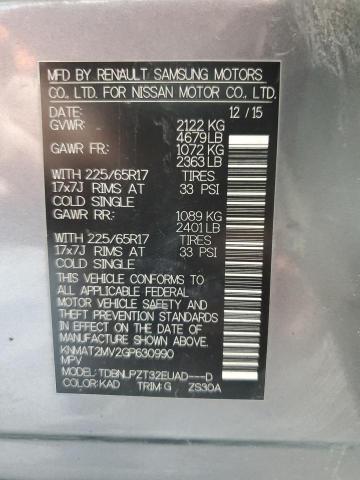 MFD BY RENAULT SAMSUNG MOTORS
CO., LTD. FOR NISSAN MOTOR CO., LTD.
DATE: 12 / 15
GVWR: 2122 KG
4679LB
GAWR FR: 1072 KG
2363LB
WITH 225/65R17 TIRES
17x7J RIMS AT 33 PSI
COLD SINGLE
GAWR RR: 1089 KG
2401LB
WITH 225/65R17 TIRES
17x7J RIMS AT 33 PSI
COLD SINGLE
THIS VEHICLE CONFORMS TO
ALL APPLICABLE FEDERAL
MOTOR VEHICLE SAFETY AND
THEFT PREVENTION STANDARDS
IN EFFECT ON THE DATE OF
MANUFACTURE SHOWN ABOVE.
KNMAT2MV2GP630990
MPV
MODEL: TDBNLPZT32EUAD---D
COLOR: KAD TRIM: G ZS30A